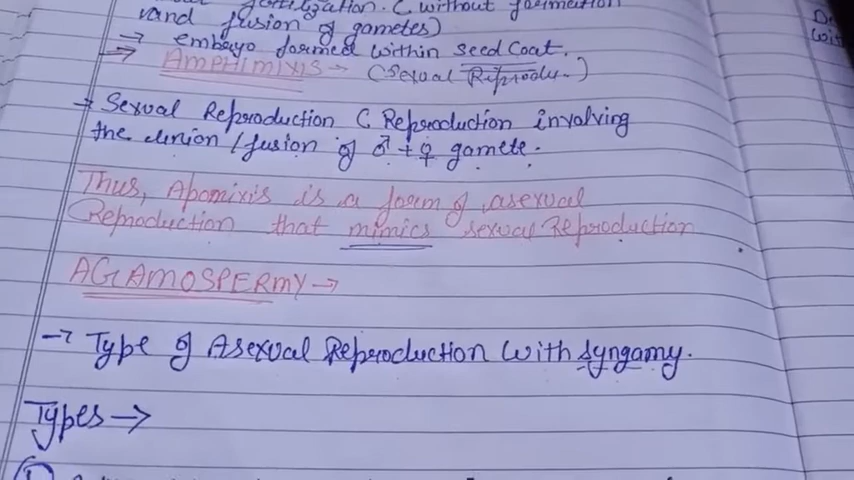 fertilization. ( without formation
and fusion of gametes)
→ embryo formed within seed coat.
→ AMPHIMIXIS - (Sexual Reprodu..)
→ Sexual Reproduction ( Reproduction involving
the union / fusion of ♂ + ♀ gamete.
Thus, Apomixis is a form of asexual
Reproduction that mimics sexual Reproduction
AGAMOSPERMY →
→ Type of Asexual Reproduction with syngamy.
Types →
①